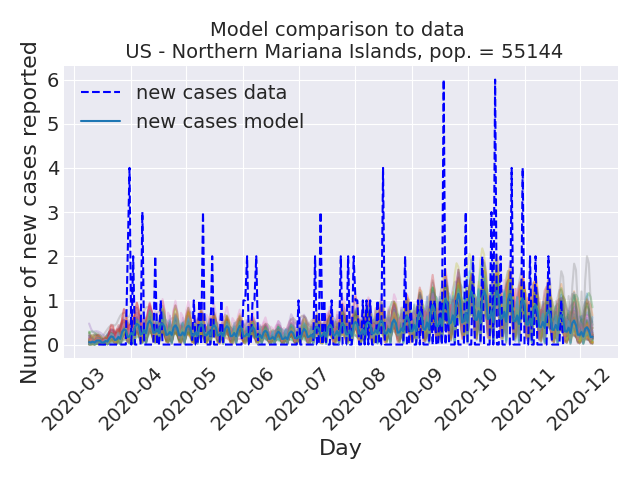 Model comparison to data
US - Northern Mariana Islands, pop. = 55144
new cases data
new cases model
Number of new cases reported
6
5
4
3
2
1
0
2020-03
2020-04
2020-05
2020-06
2020-07
2020-08
2020-09
2020-10
2020-11
2020-12
Day